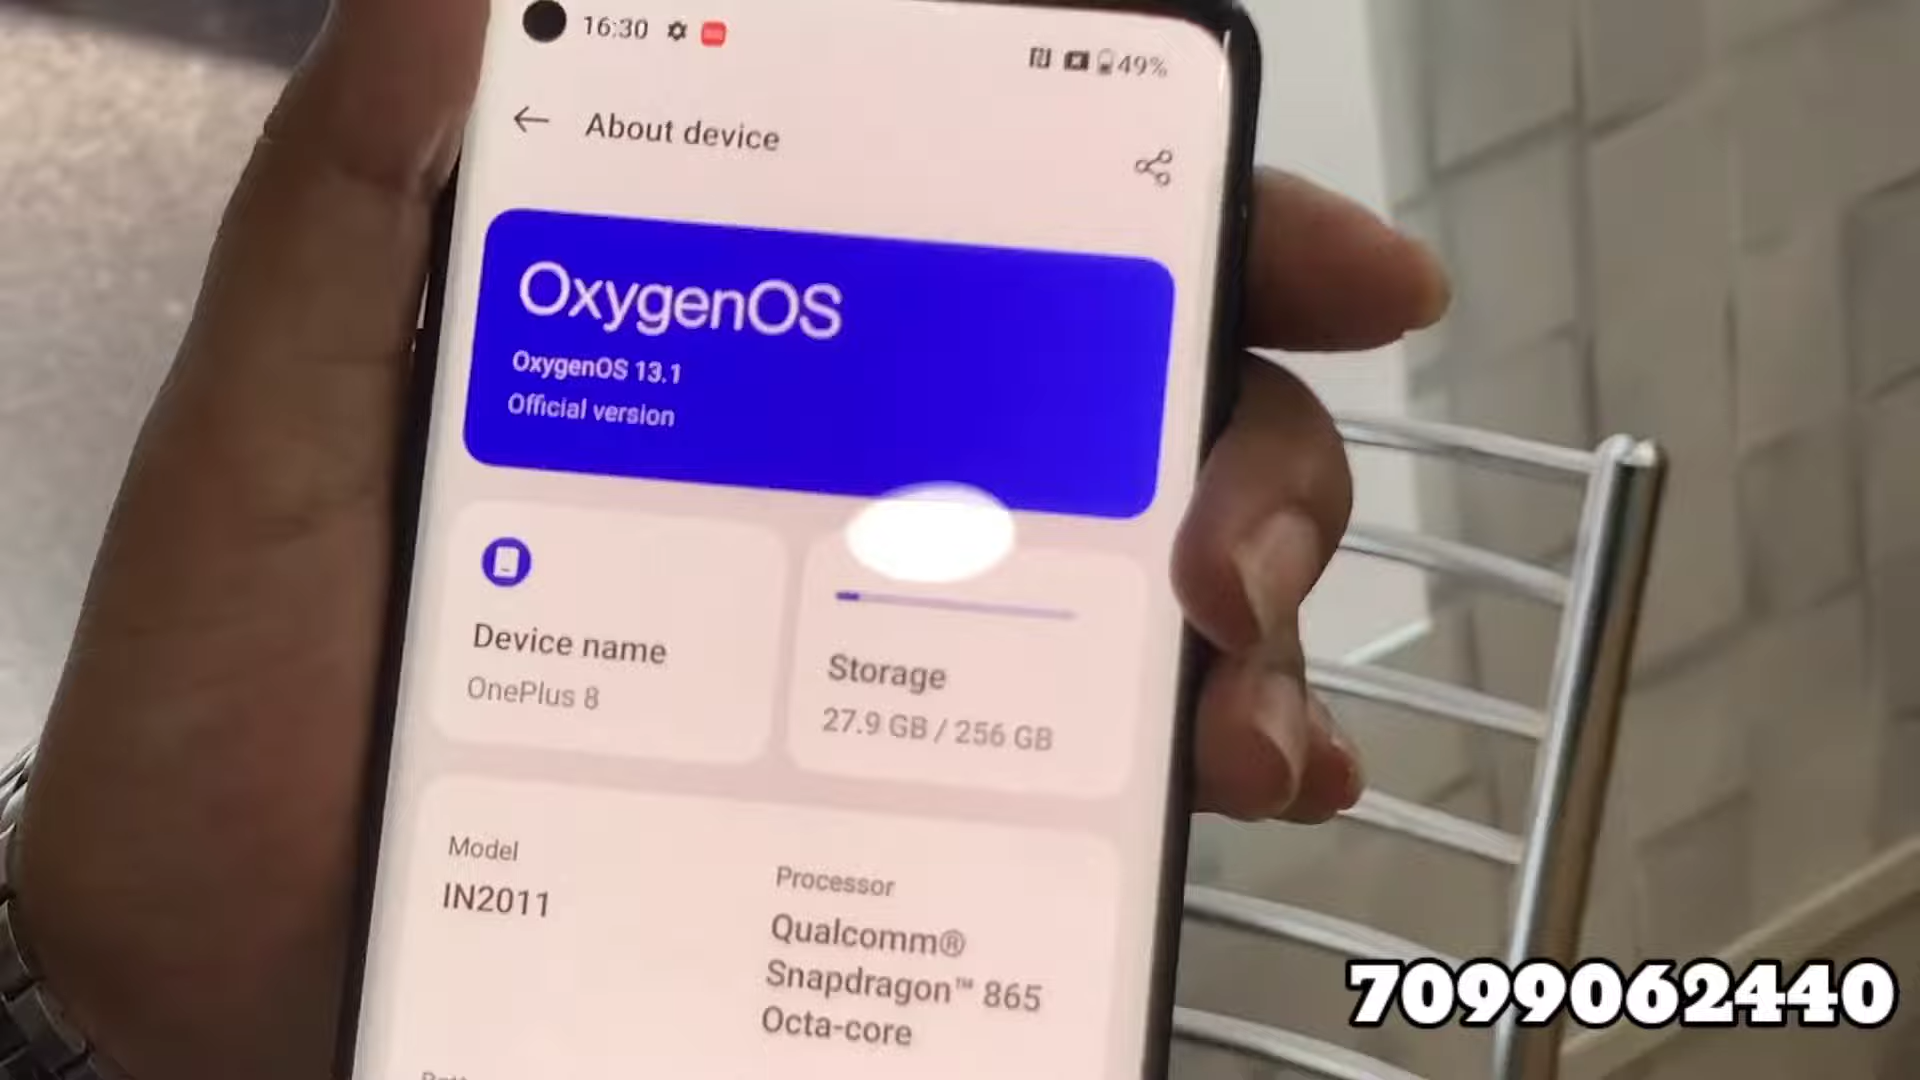 16:30
49%
About device
OxygenOS
OxygenOS 13.1
Official version
Device name
OnePlus 8
Storage
27.9 GB / 256 GB
Model
IN2011
Processor
Qualcomm®
Snapdragon™ 865
Octa-core
7099062440